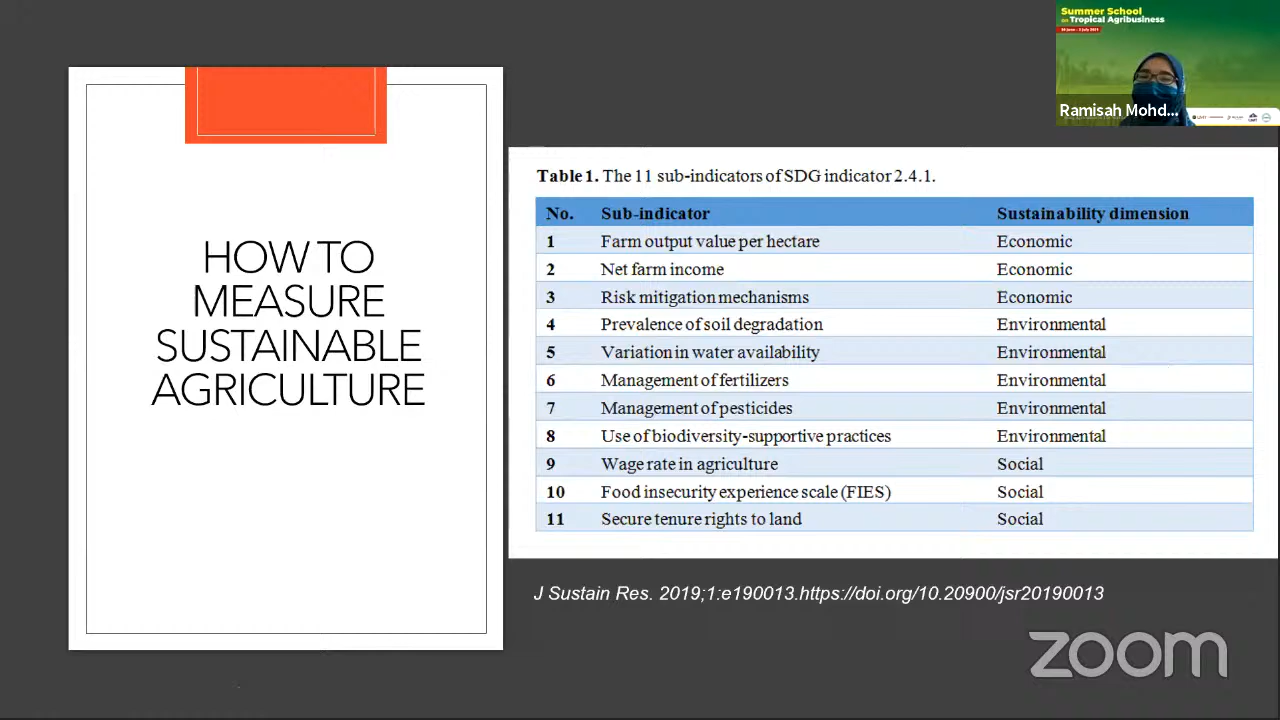 Summer School
on Tropical Agribusiness
Ramisah Mohd...
HOW TO
MEASURE
SUSTAINABLE
AGRICULTURE
Table 1. The 11 sub-indicators of SDG indicator 2.4.1.
No. Sub-indicator Sustainability dimension
1 Farm output value per hectare Economic
2 Net farm income Economic
3 Risk mitigation mechanisms Economic
4 Prevalence of soil degradation Environmental
5 Variation in water availability Environmental
6 Management of fertilizers Environmental
7 Management of pesticides Environmental
8 Use of biodiversity-supportive practices Environmental
9 Wage rate in agriculture Social
10 Food insecurity experience scale (FIES) Social
11 Secure tenure rights to land Social
J Sustain Res. 2019;1:e190013.https://doi.org/10.20900/jsr20190013
zoom